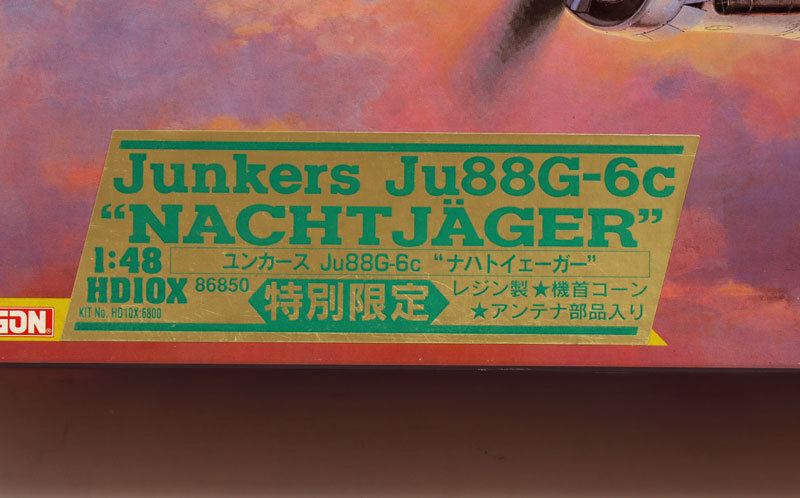 Junkers Ju88G-6c
“NACHTJÄGER”
1:48
ユンカース Ju88G-6c “ナハトイェーガー”
HD10X 86850
特別限定
レジン製★機首コーン
★アンテナ部品入り
KIT No. HD10X:6800
GON